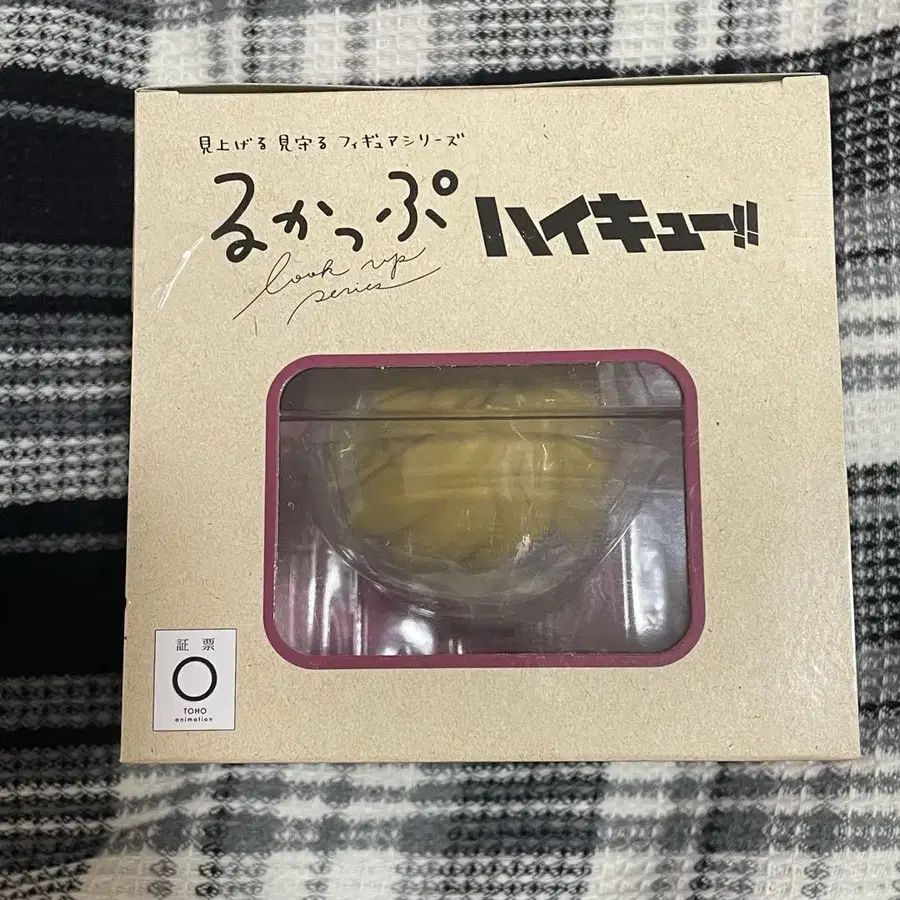 見上げる 見守る フィギュアシリーズ
るかっぷ
ハイキュー!!
look up
series
証票
TOHO
animation